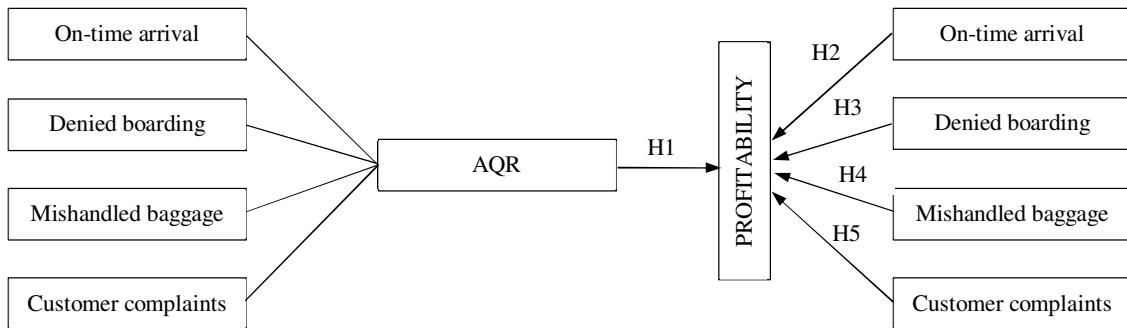 On-time arrival
Denied boarding
Mishandled baggage
Customer complaints
AQR
H1
PROFITABILITY
H2
H3
H4
H5
On-time arrival
Denied boarding
Mishandled baggage
Customer complaints